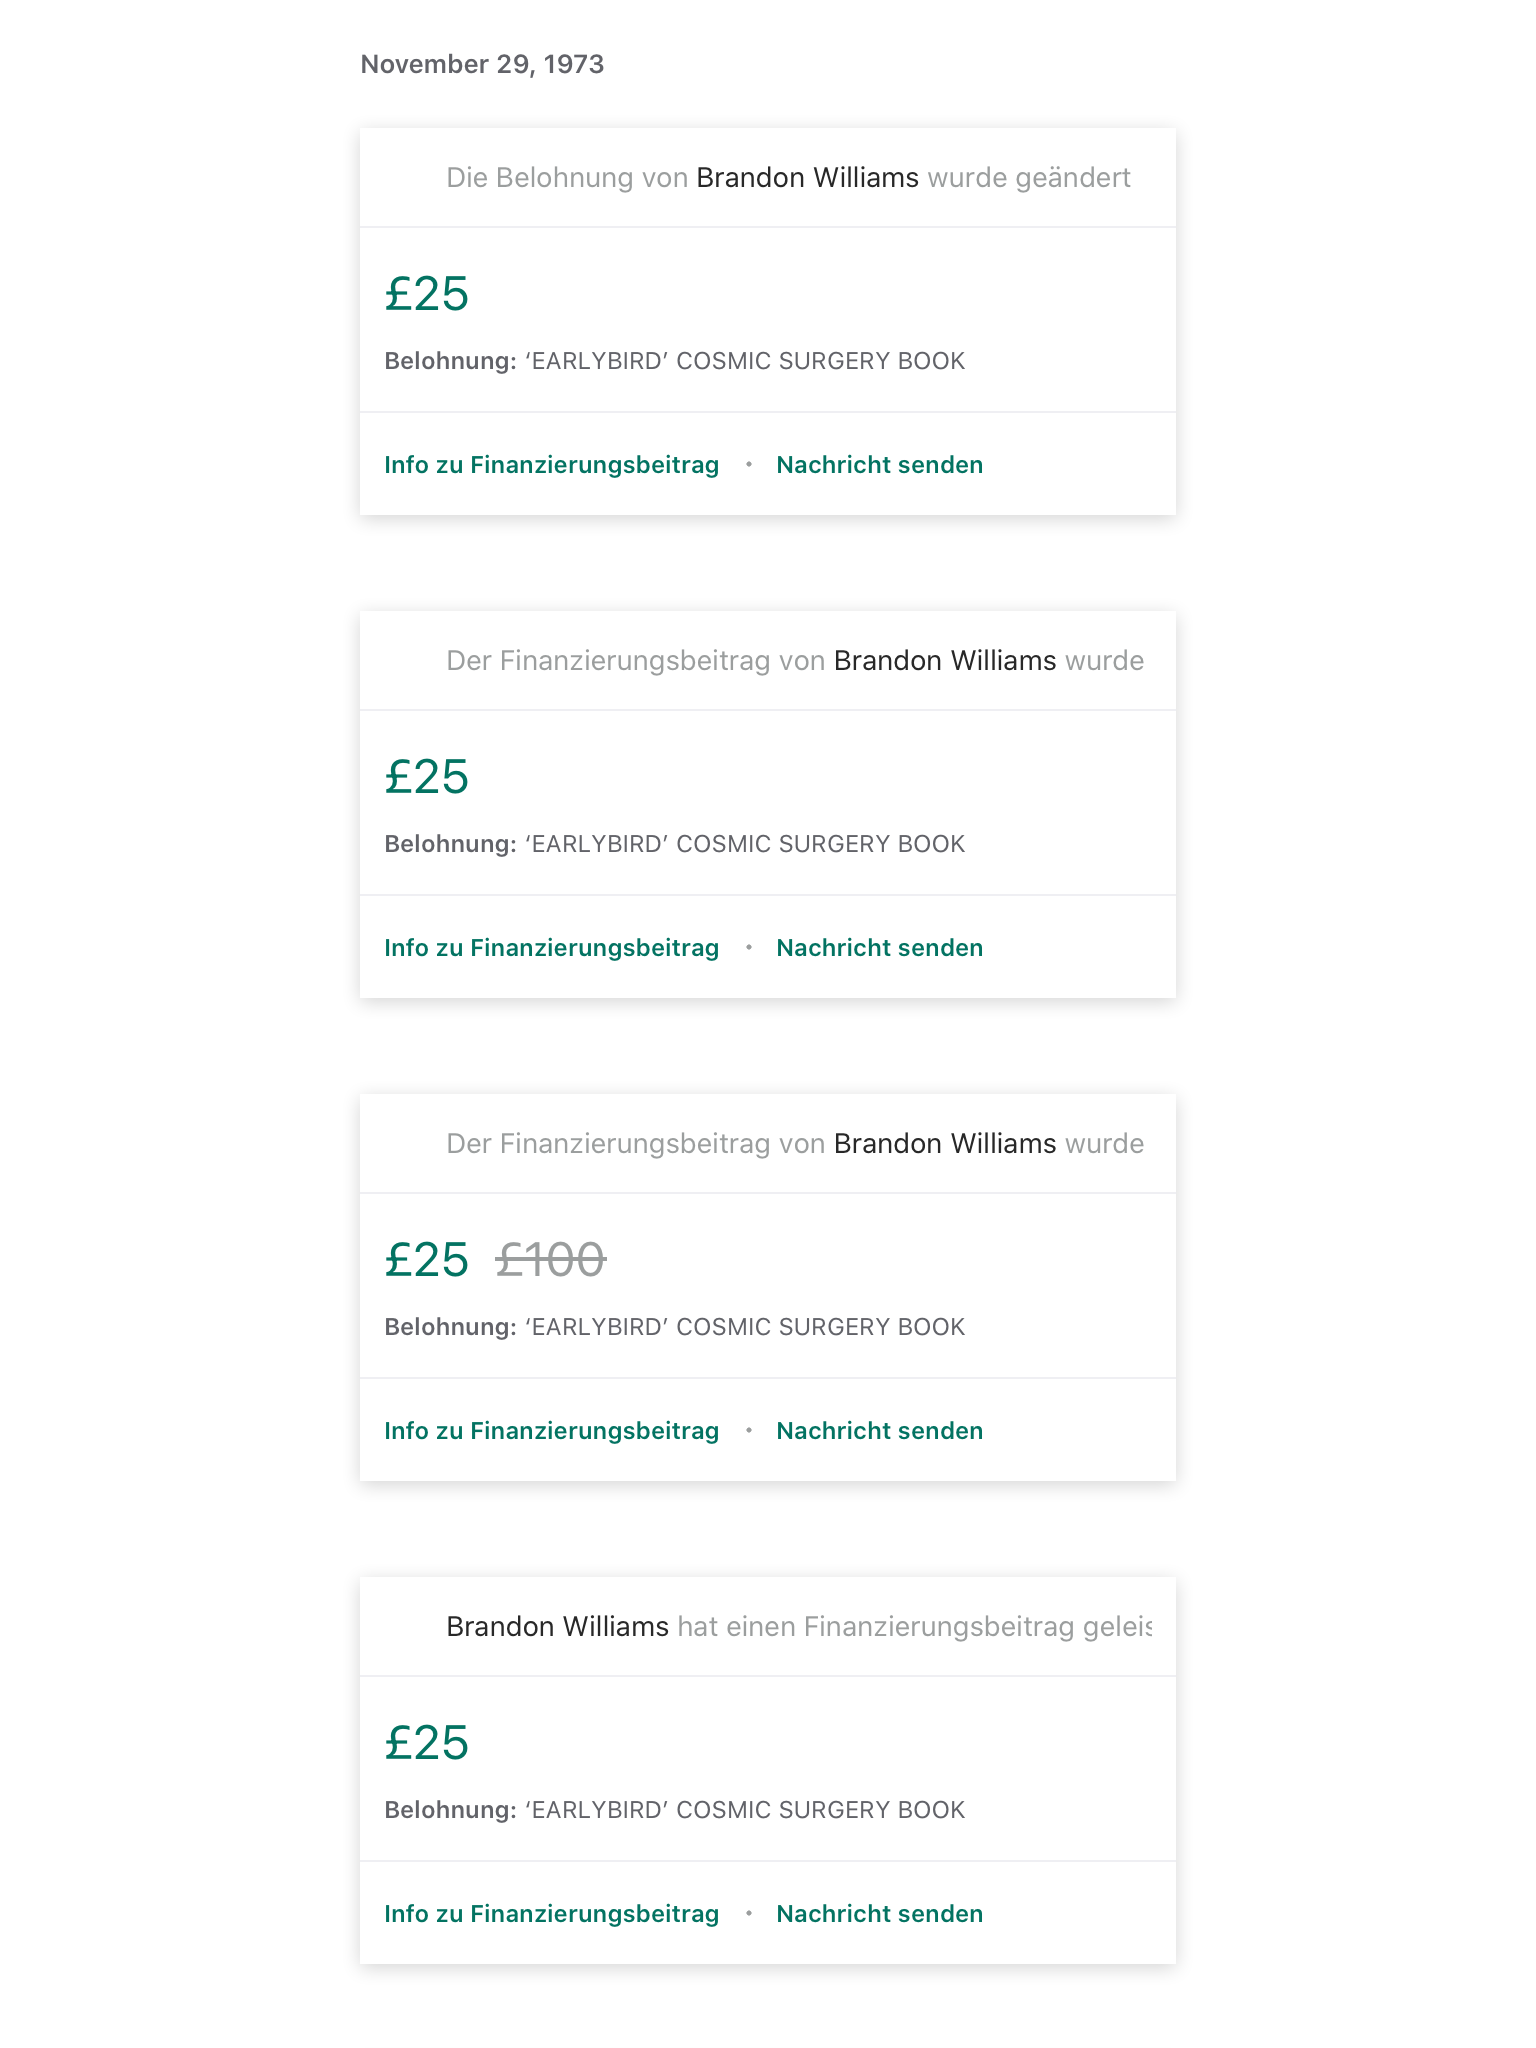 November 29, 1973
Die Belohnung von Brandon Williams wurde geändert
£25
Belohnung: ‘EARLYBIRD’ COSMIC SURGERY BOOK
Info zu Finanzierungsbeitrag • Nachricht senden
Der Finanzierungsbeitrag von Brandon Williams wurde
£25
Belohnung: ‘EARLYBIRD’ COSMIC SURGERY BOOK
Info zu Finanzierungsbeitrag • Nachricht senden
Der Finanzierungsbeitrag von Brandon Williams wurde
£25 £100
Belohnung: ‘EARLYBIRD’ COSMIC SURGERY BOOK
Info zu Finanzierungsbeitrag • Nachricht senden
Brandon Williams hat einen Finanzierungsbeitrag geleis
£25
Belohnung: ‘EARLYBIRD’ COSMIC SURGERY BOOK
Info zu Finanzierungsbeitrag • Nachricht senden